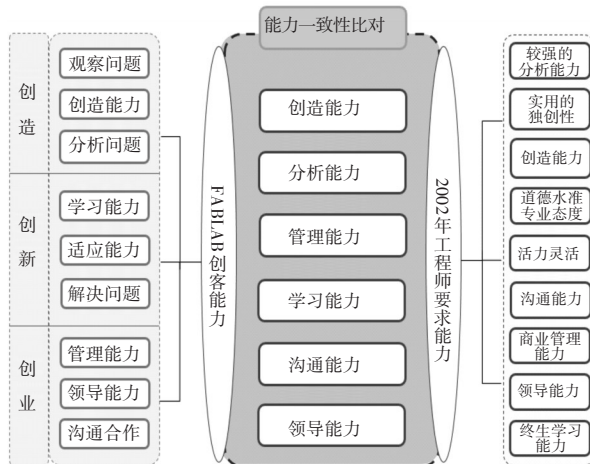 能力一致性比对
创造
观察问题
创造能力
分析问题
创新
学习能力
适应能力
解决问题
创业
管理能力
领导能力
沟通合作
FABLAB创客能力
创造能力
分析能力
管理能力
学习能力
沟通能力
领导能力
2002年工程师要求能力
较强的
分析能力
实用的
独创性
创造能力
道德水准
专业态度
活力灵活
沟通能力
商业管理
能力
领导能力
终生学习
能力